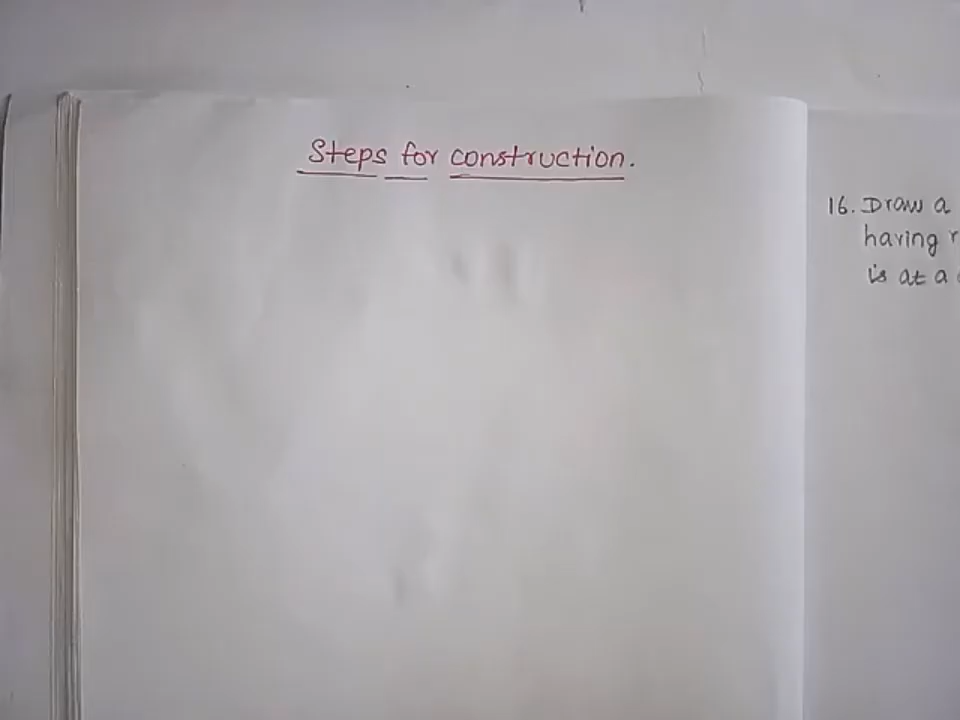 Steps for construction.
16. Draw a
having
is at a